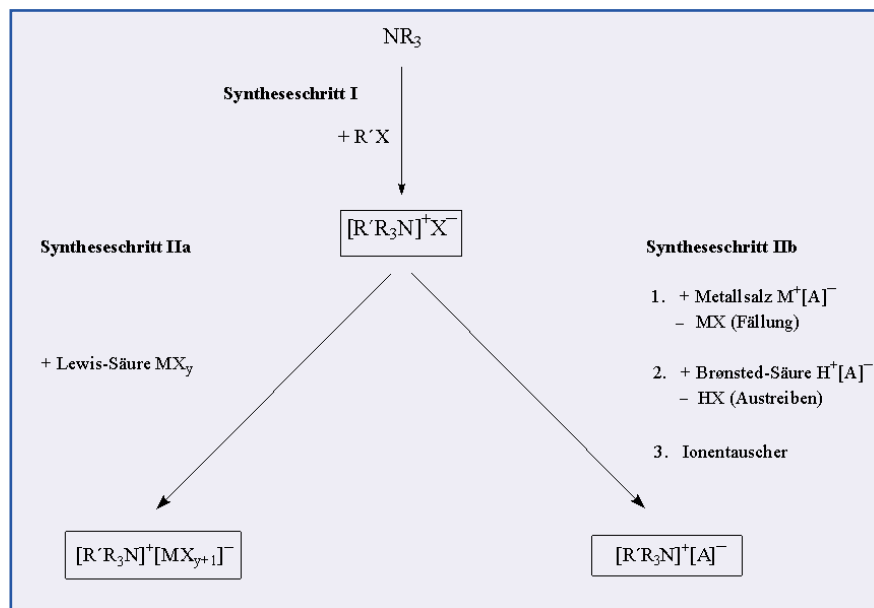 NR₃
Syntheseschritt I
+ R´X
[R´R₃N]⁺X⁻
Syntheseschritt IIa
+ Lewis-Säure MXy
[R´R₃N]⁺[MXy+1]⁻
Syntheseschritt IIb
1. + Metallsalz M⁺[A]⁻
– MX (Fällung)
2. + Brønsted-Säure H⁺[A]⁻
– HX (Austreiben)
3. Ionentauscher
[R´R₃N]⁺[A]⁻